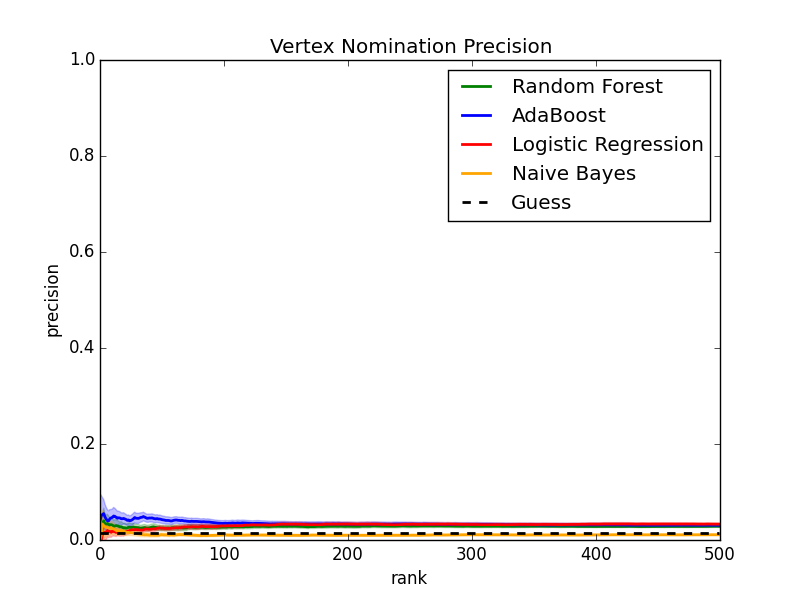 Vertex Nomination Precision
1.0
0.8
0.6
0.4
0.2
0.0
precision
Random Forest
AdaBoost
Logistic Regression
Naive Bayes
Guess
0 100 200 300 400 500
rank